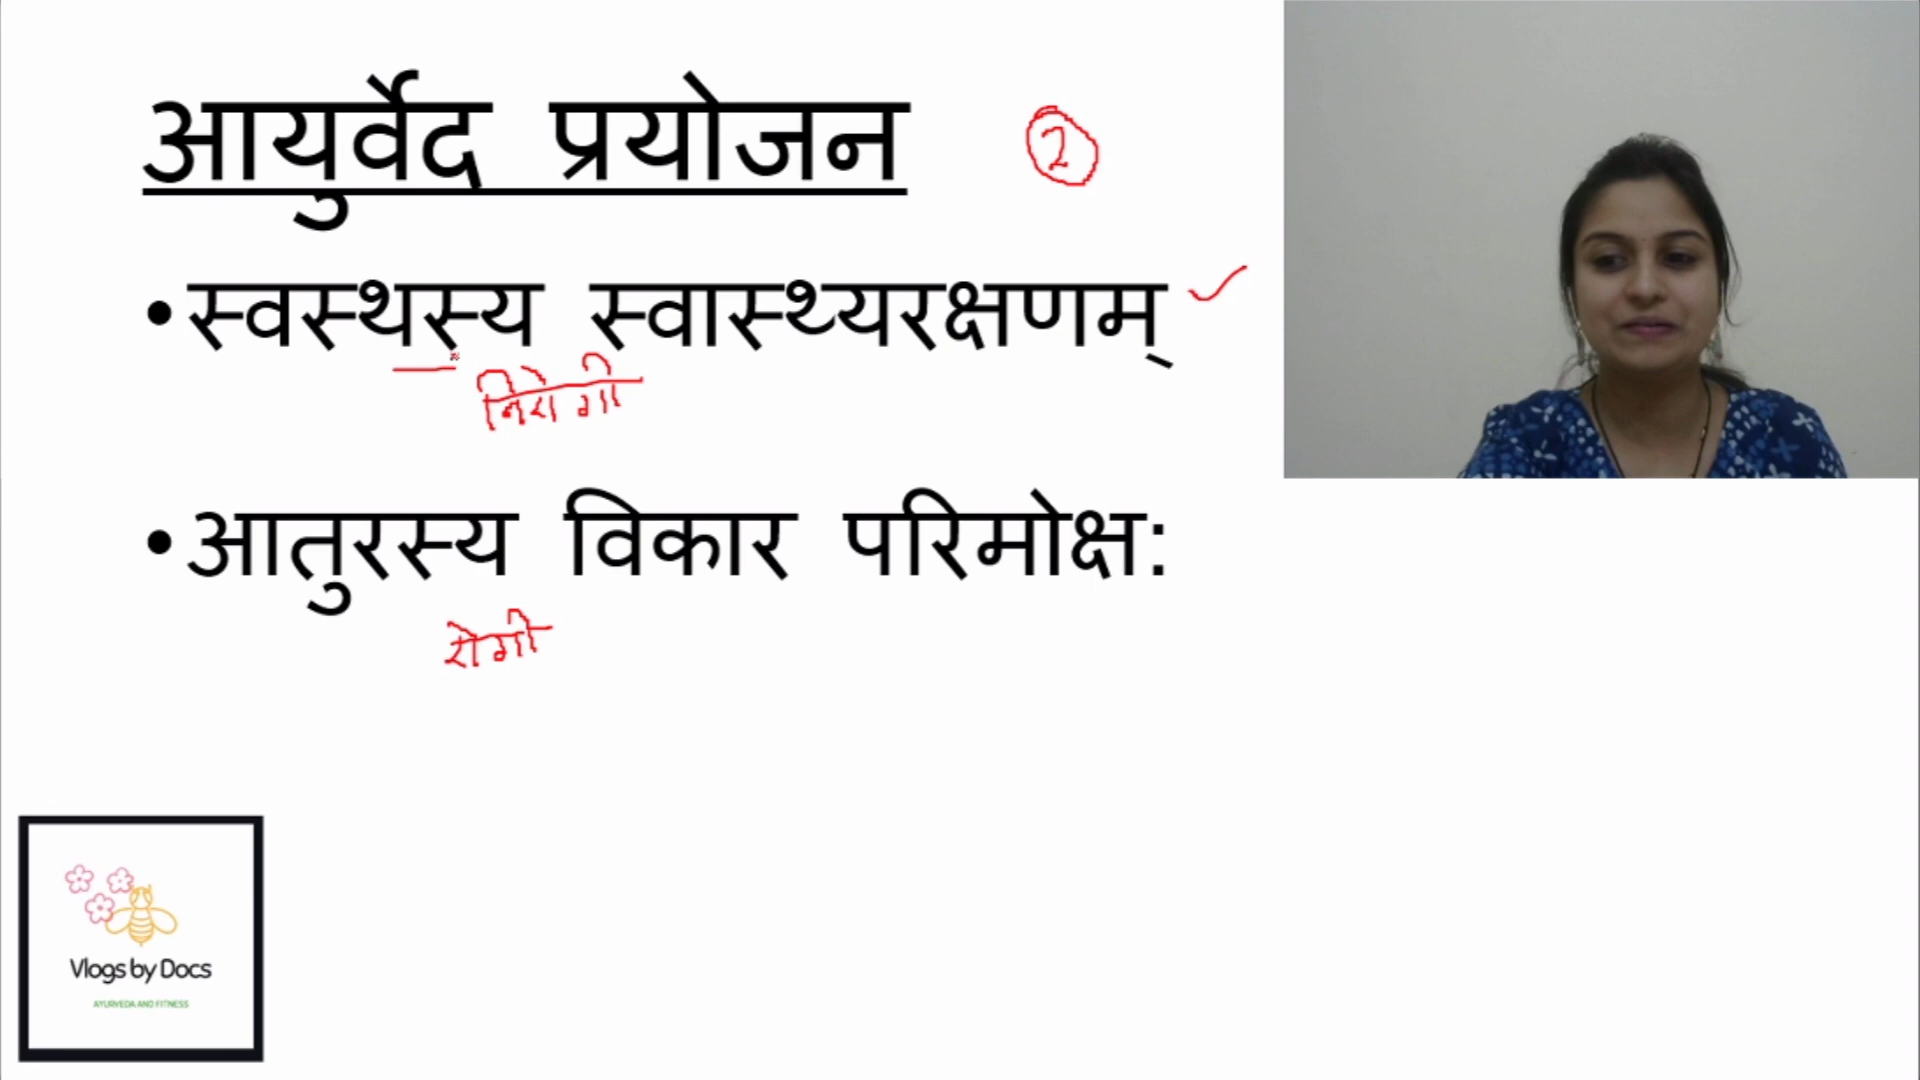 आयुर्वेद प्रयोजन 2
•स्वस्थस्य स्वास्थ्यरक्षणम् ✓
निरोगी
•आतुरस्य विकार परिमोक्ष:
रोगी
Vlogs by Docs
AYURVEDA AND FITNESS